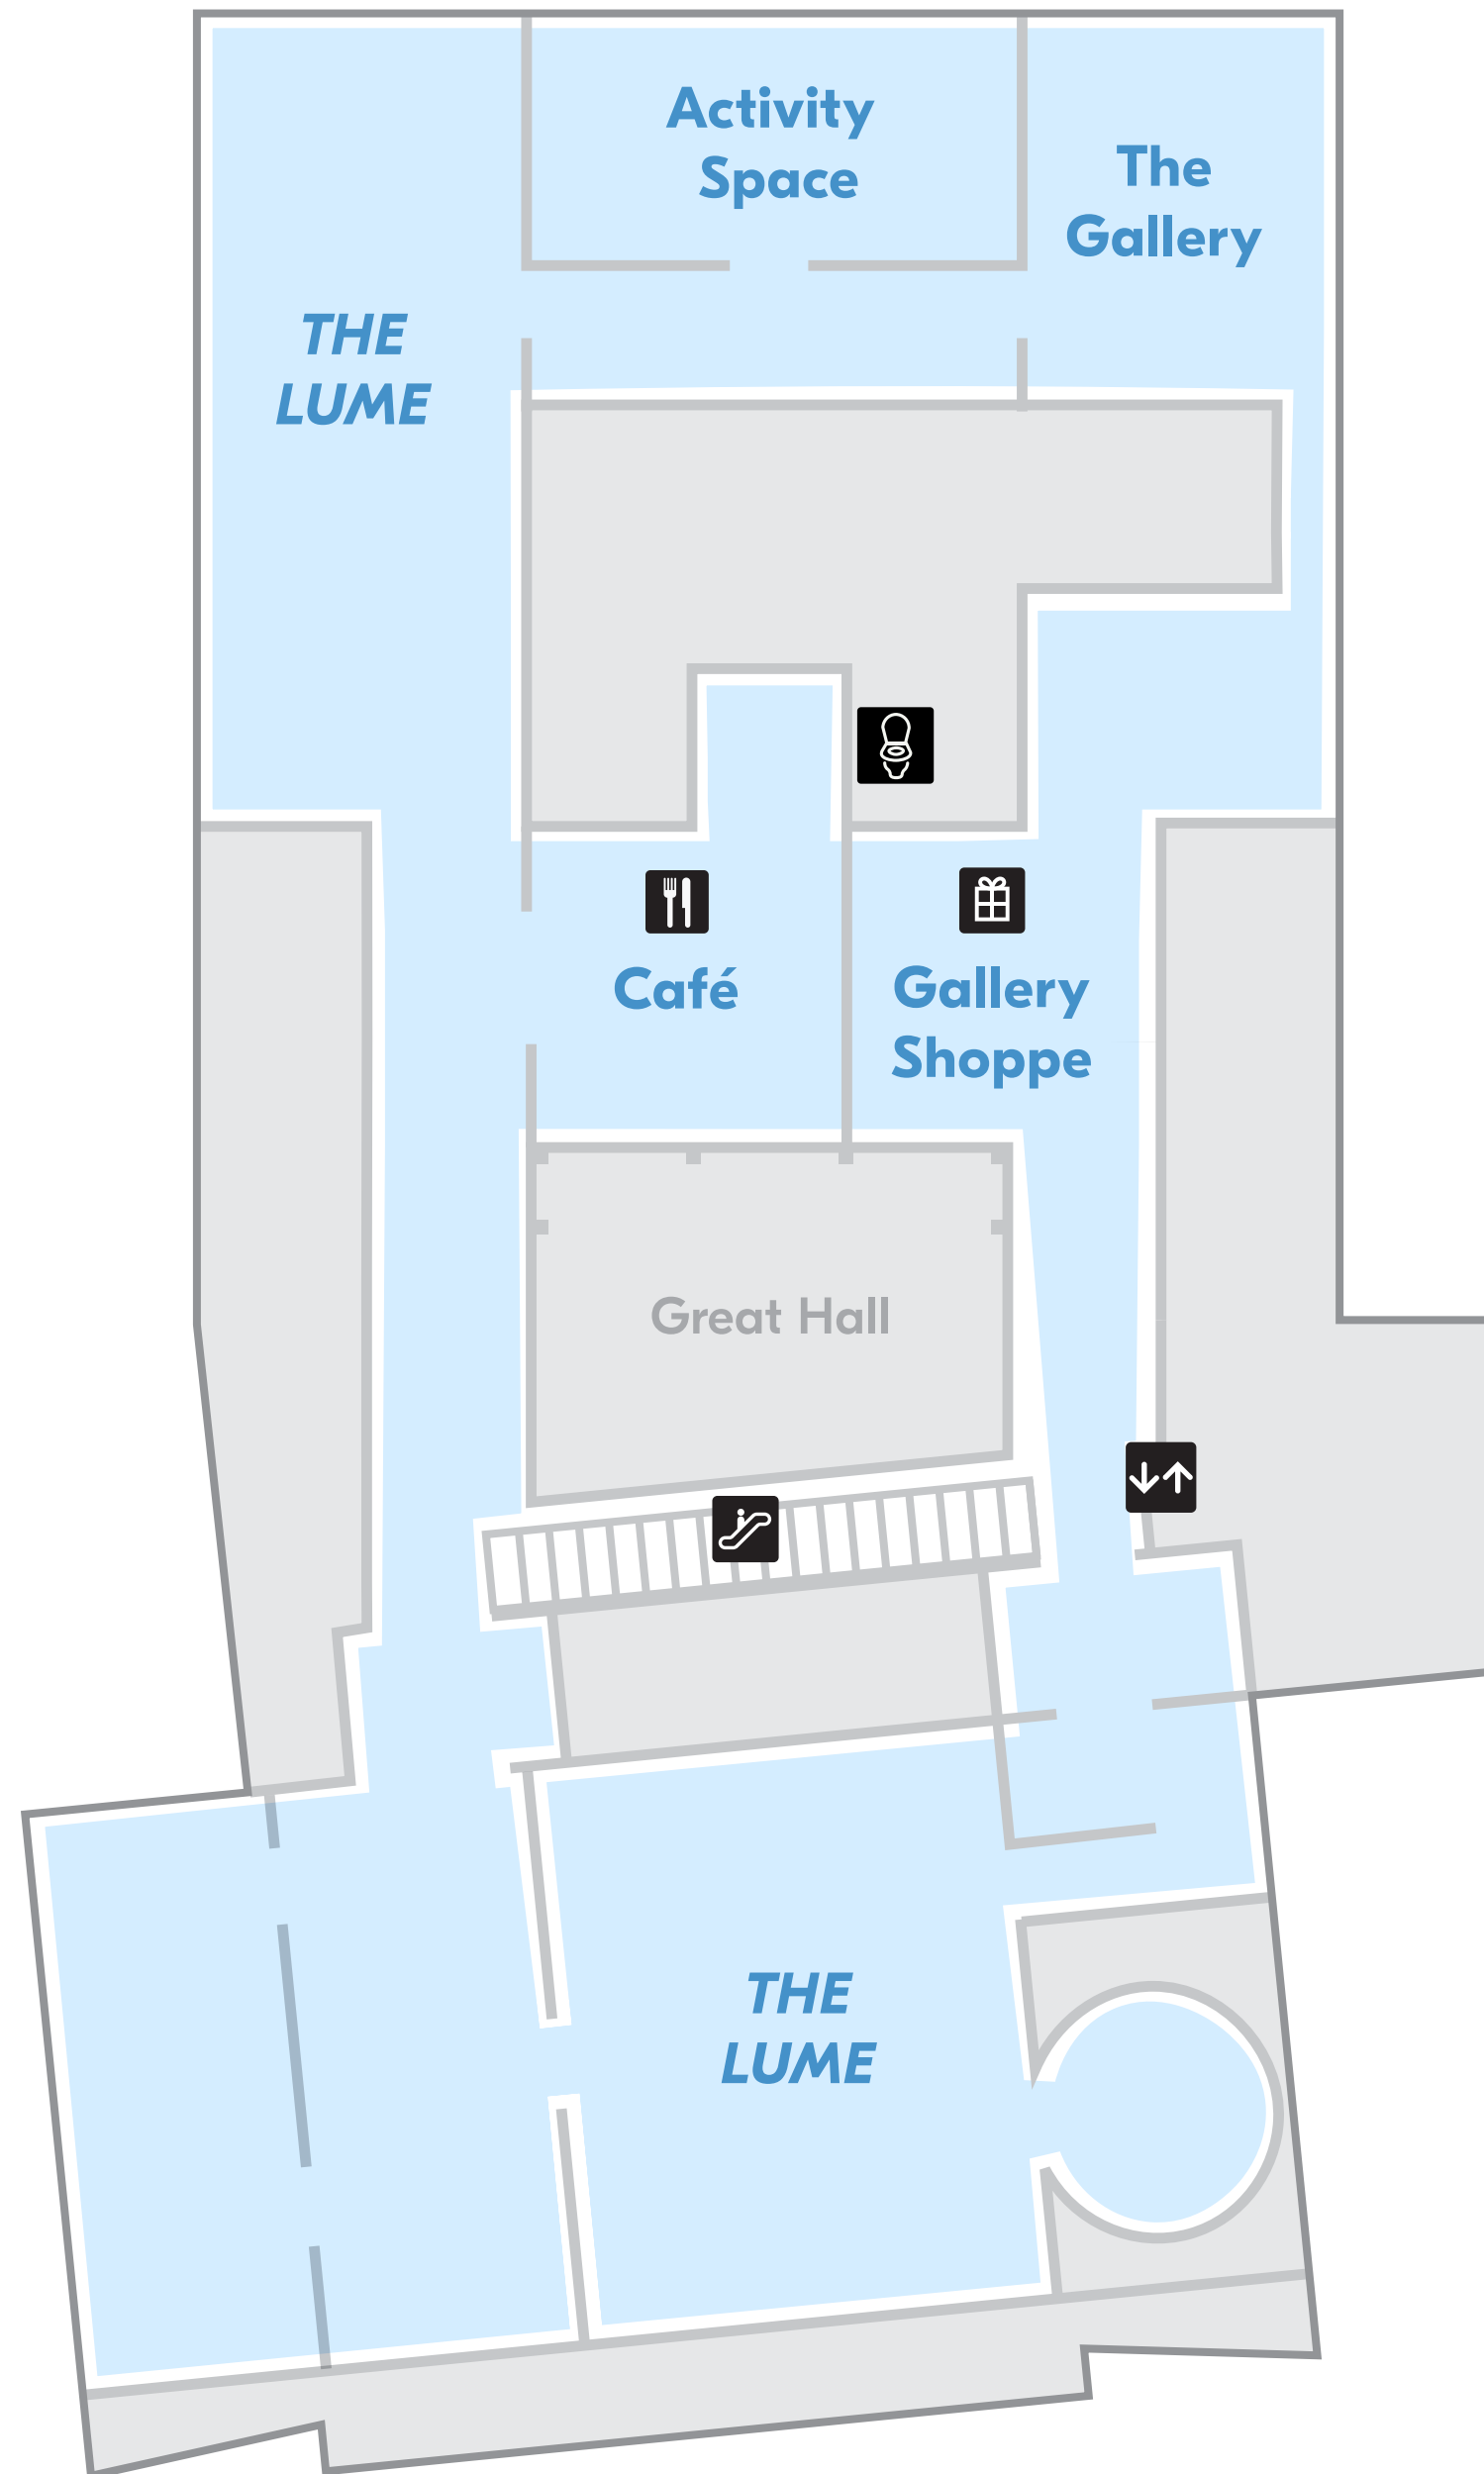 Activity
Space
The
Gallery
THE
LUME
Café
Gallery
Shoppe
Great Hall
THE
LUME